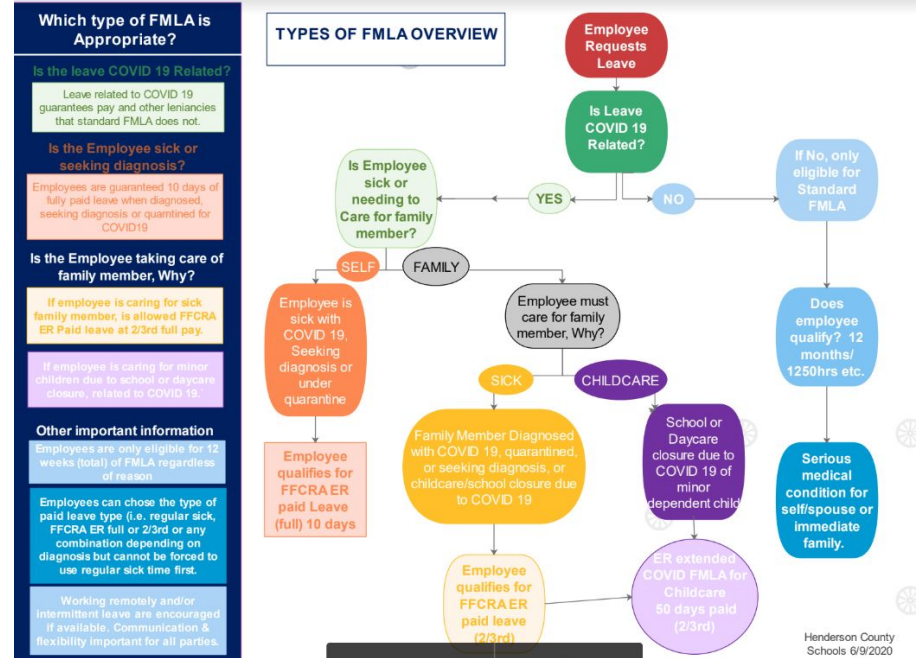 Which type of FMLA is
Appropriate?
Is the leave COVID 19 Related?
Leave related to COVID 19
guarantees pay and other leniancies
that standard FMLA does not.
Is the Employee sick or
seeking diagnosis?
Employees are guaranteed 10 days of
fully paid leave when diagnosed,
seeking diagnosis or quarntined for
COVID19
Is the Employee taking care of
family member, Why?
If employee is caring for sick
family member, is allowed FFCRA
ER Paid leave at 2/3rd full pay.
If employee is caring for minor
children due to school or daycare
closure, related to COVID 19.`
Other important information
Employees are only eligible for 12
weeks (total) of FMLA regardless
of reason
Employees can chose the type of
paid leave type (i.e. regular sick,
FFCRA ER full or 2/3rd or any
combination depending on
diagnosis but cannot be forced to
use regular sick time first.
Working remotely and/or
intermittent leave are encouraged
if available. Communication &
flexibility important for all parties.
TYPES OF FMLA OVERVIEW
Employee
Requests
Leave
Is Leave
COVID 19
Related?
YES
NO
If No, only
eligible for
Standard
FMLA
Is Employee
sick or
needing to
Care for family
member?
SELF
FAMILY
Employee is
sick with
COVID 19,
Seeking
diagnosis or
under
quarantine
Employee must
care for family
member, Why?
Does
employee
qualify? 12
months/
1250hrs etc.
SICK
CHILDCARE
Employee
qualifies for
FFCRA ER
paid Leave
(full) 10 days
Family Member Diagnosed
with COVID 19, quarantined,
or seeking diagnosis, or
childcare/school closure due
to COVID 19
School or
Daycare
closure due to
COVID 19 of
minor
dependent child
Serious
medical
condition for
self/spouse or
immediate
family.
Employee
qualifies for
FFCRA ER
paid leave
(2/3rd)
ER extended
COVID FMLA for
Childcare
50 days paid
(2/3rd)
Henderson County
Schools 6/9/2020